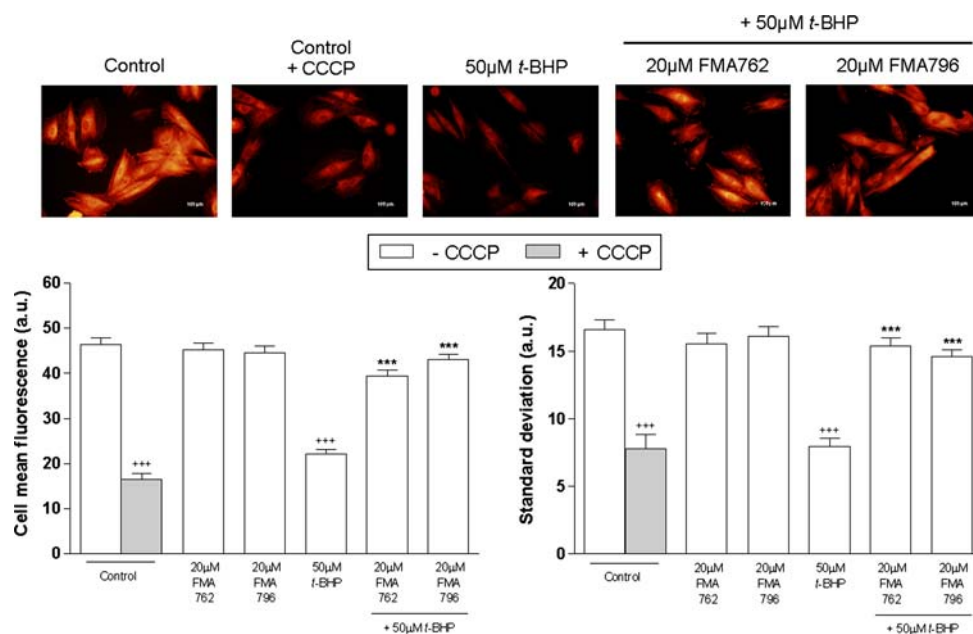 + 50µM t-BHP
Control
Control
+ CCCP
50µM t-BHP
20µM FMA762
20µM FMA796
- CCCP
+ CCCP
Cell mean fluorescence (a.u.)
60
50
40
30
20
10
0
+++
+++
***
***
Control
20µM
FMA
762
20µM
FMA
796
50µM
t-BHP
20µM
FMA
762
20µM
FMA
796
+ 50µM t-BHP
Standard deviation (a.u.)
20
15
10
5
0
+++
+++
***
***
Control
20µM
FMA
762
20µM
FMA
796
50µM
t-BHP
20µM
FMA
762
20µM
FMA
796
+ 50µM t-BHP